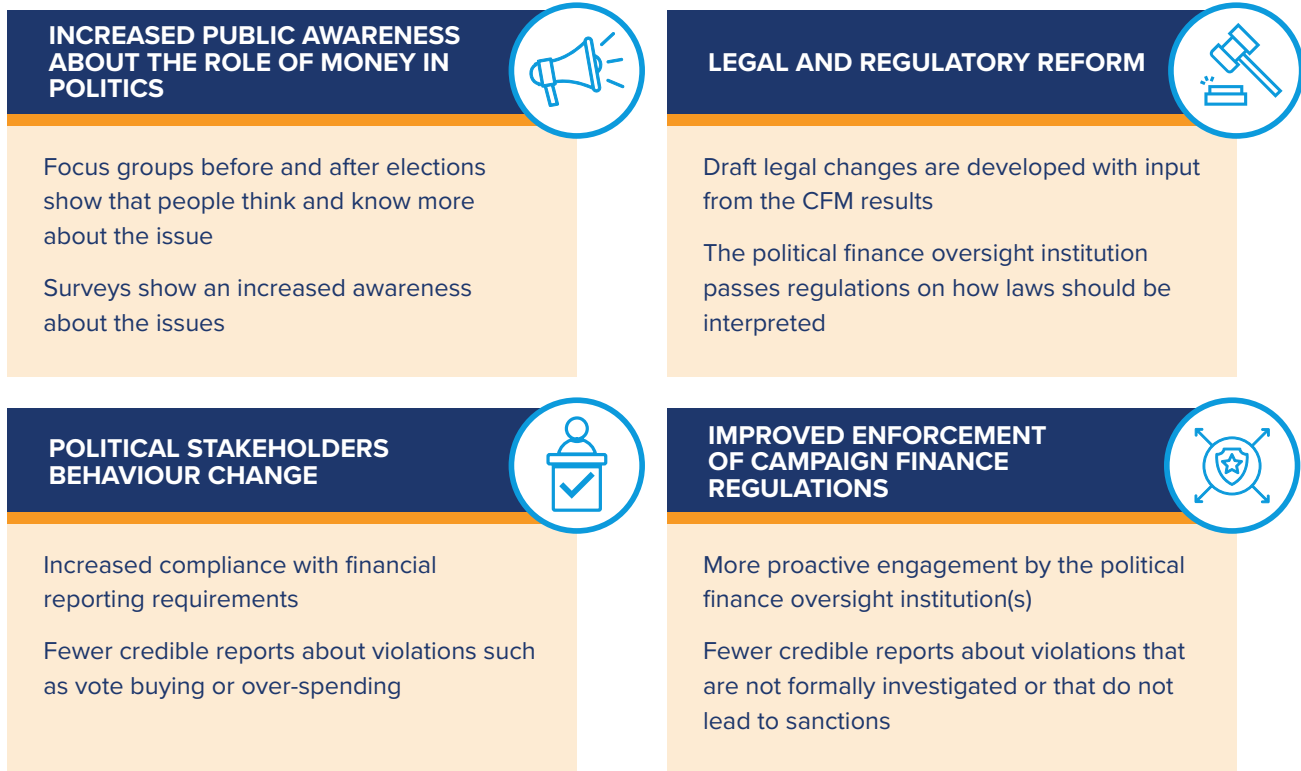 INCREASED PUBLIC AWARENESS
ABOUT THE ROLE OF MONEY IN
POLITICS
Focus groups before and after elections
show that people think and know more
about the issue
Surveys show an increased awareness
about the issues
LEGAL AND REGULATORY REFORM
Draft legal changes are developed with input
from the CFM results
The political finance oversight institution
passes regulations on how laws should be
interpreted
POLITICAL STAKEHOLDERS
BEHAVIOUR CHANGE
Increased compliance with financial
reporting requirements
Fewer credible reports about violations such
as vote buying or over-spending
IMPROVED ENFORCEMENT
OF CAMPAIGN FINANCE
REGULATIONS
More proactive engagement by the political
finance oversight institution(s)
Fewer credible reports about violations that
are not formally investigated or that do not
lead to sanctions